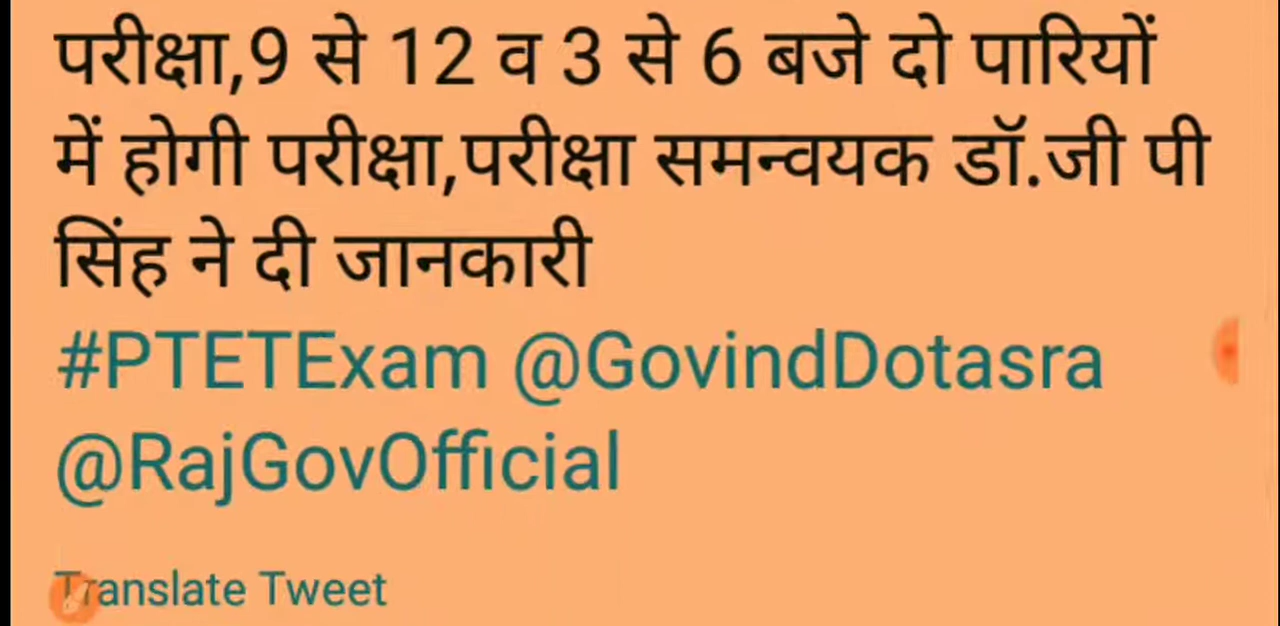 परीक्षा,9 से 12 व 3 से 6 बजे दो पारियों
में होगी परीक्षा,परीक्षा समन्वयक डॉ.जी पी
सिंह ने दी जानकारी
#PTETExam @GovindDotasra
@RajGovOfficial
Translate Tweet